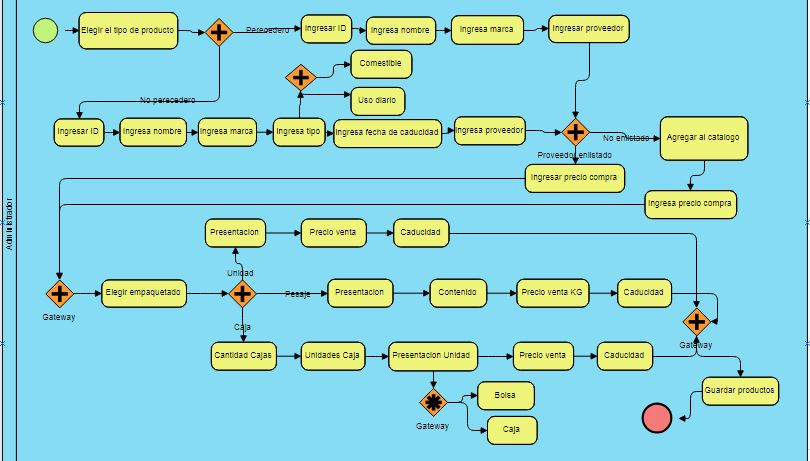 Administrador
Elegir el tipo de producto
Perecedero
Ingresar ID
Ingresa nombre
Ingresa marca
Ingresar proveedor
Comestible
Uso diario
No perecedero
Ingresar ID
Ingresa nombre
Ingresa marca
Ingresa tipo
Ingresa fecha de caducidad
Ingresa proveedor
No enlistado
Agregar al catalogo
Proveedor enlistado
Ingresar precio compra
Ingresa precio compra
Presentacion
Precio venta
Caducidad
Unidad
Gateway
Elegir empaquetado
Pesaje
Presentacion
Contenido
Precio venta KG
Caducidad
Gateway
Caja
Cantidad Cajas
Unidades Caja
Presentacion Unidad
Precio venta
Caducidad
Guardar productos
Gateway
Bolsa
Caja